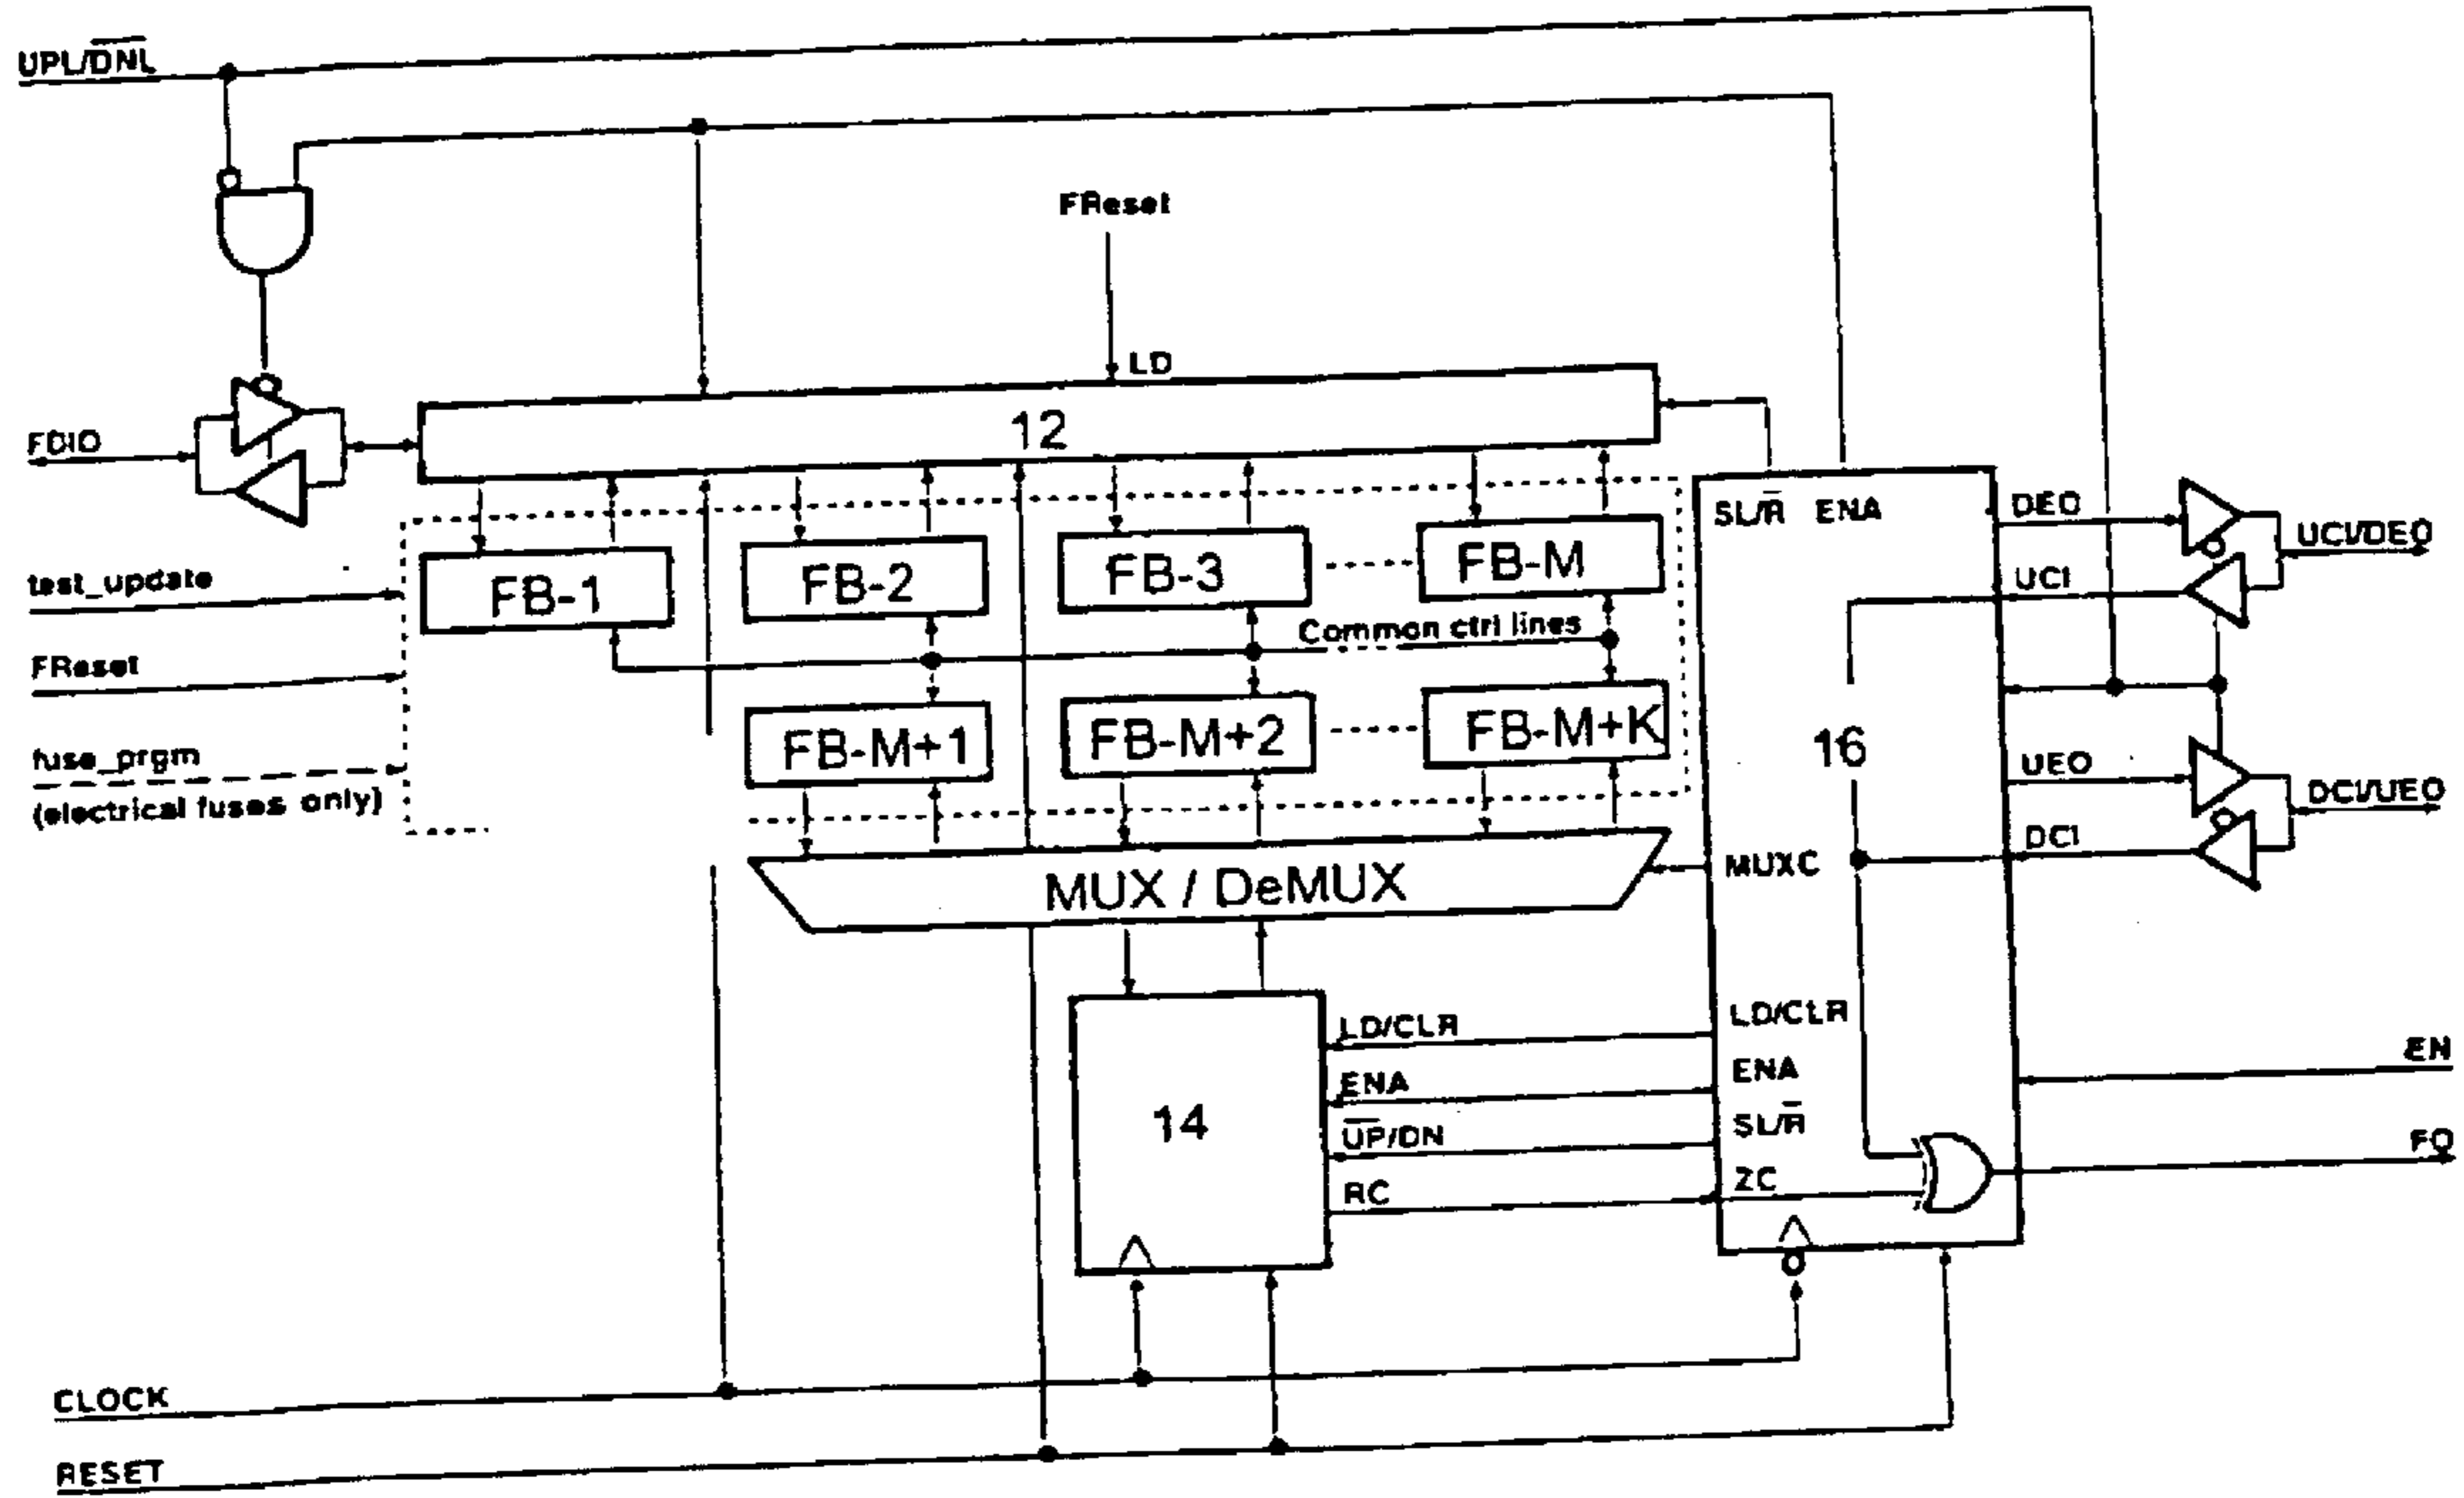 UPL/DNL
FReset
LD
12
FDIO
SL/R ENA
DEO
UCI/DEO
FB-1
FB-2
FB-3
FB-M
test_update
UCI
Common ctrl lines
FReset
FB-M+1
FB-M+2
FB-M+K
16
fuse_prgm
(electrical fuses only)
UEO
DCI/UEO
DCI
MUX / DeMUX
MUXC
LD/CLR
LD/CLR
EN
ENA
ENA
14
UP/DN
SL/R
FO
RC
ZC
CLOCK
RESET